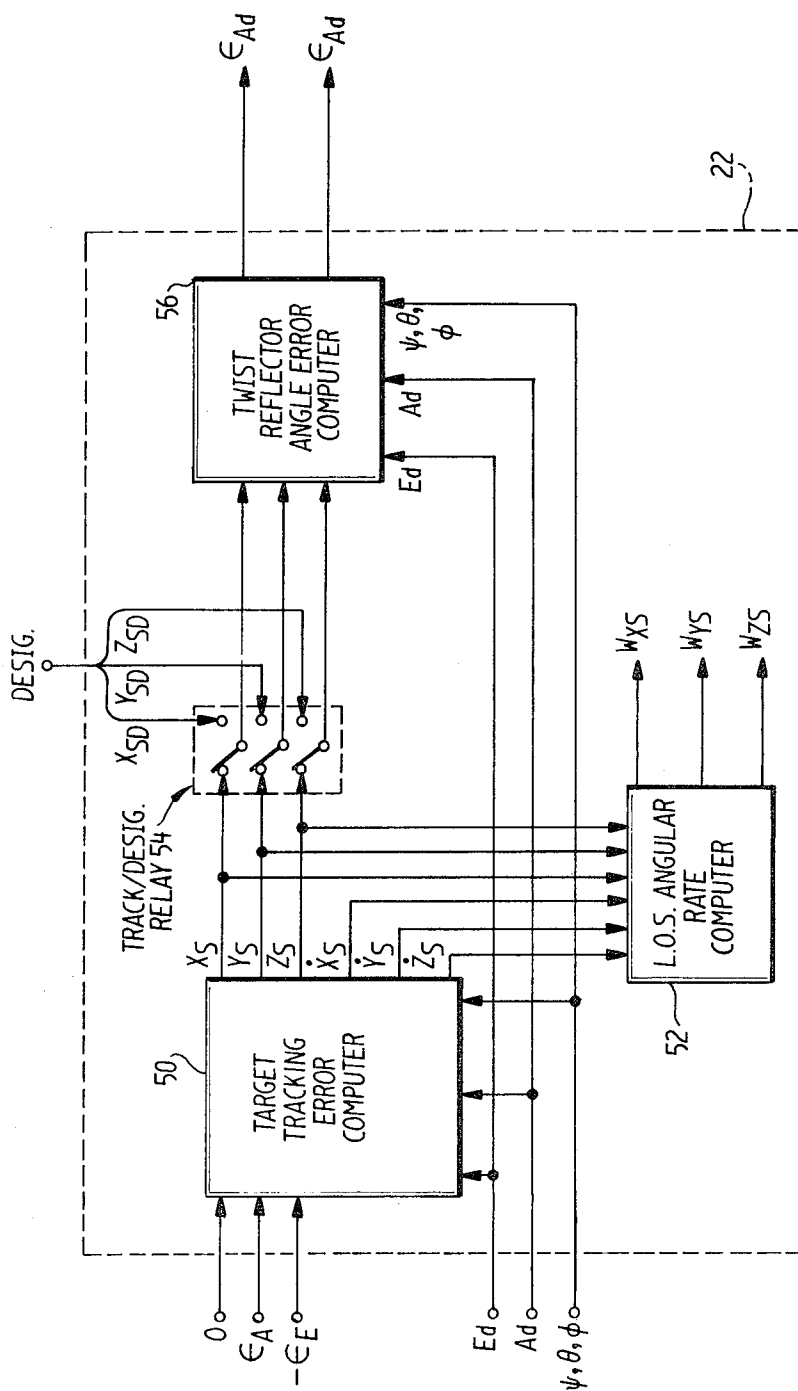 DESIG.
X_SD
Y_SD
Z_SD
TRACK/DESIG.
RELAY 54
22
50
TARGET
TRACKING
ERROR
COMPUTER
O
ϵ_A
-ϵ_E
X_S
Y_S
Z_S
Ẋ_S
Ẏ_S
Ż_S
56
TWIST
REFLECTOR
ANGLE ERROR
COMPUTER
ϵ_Ad
ϵ_Ad
Ed
Ad
ψ,θ,
ϕ
52
L.O.S. ANGULAR
RATE
COMPUTER
W_XS
W_YS
W_ZS
Ed
Ad
ψ,θ,ϕ